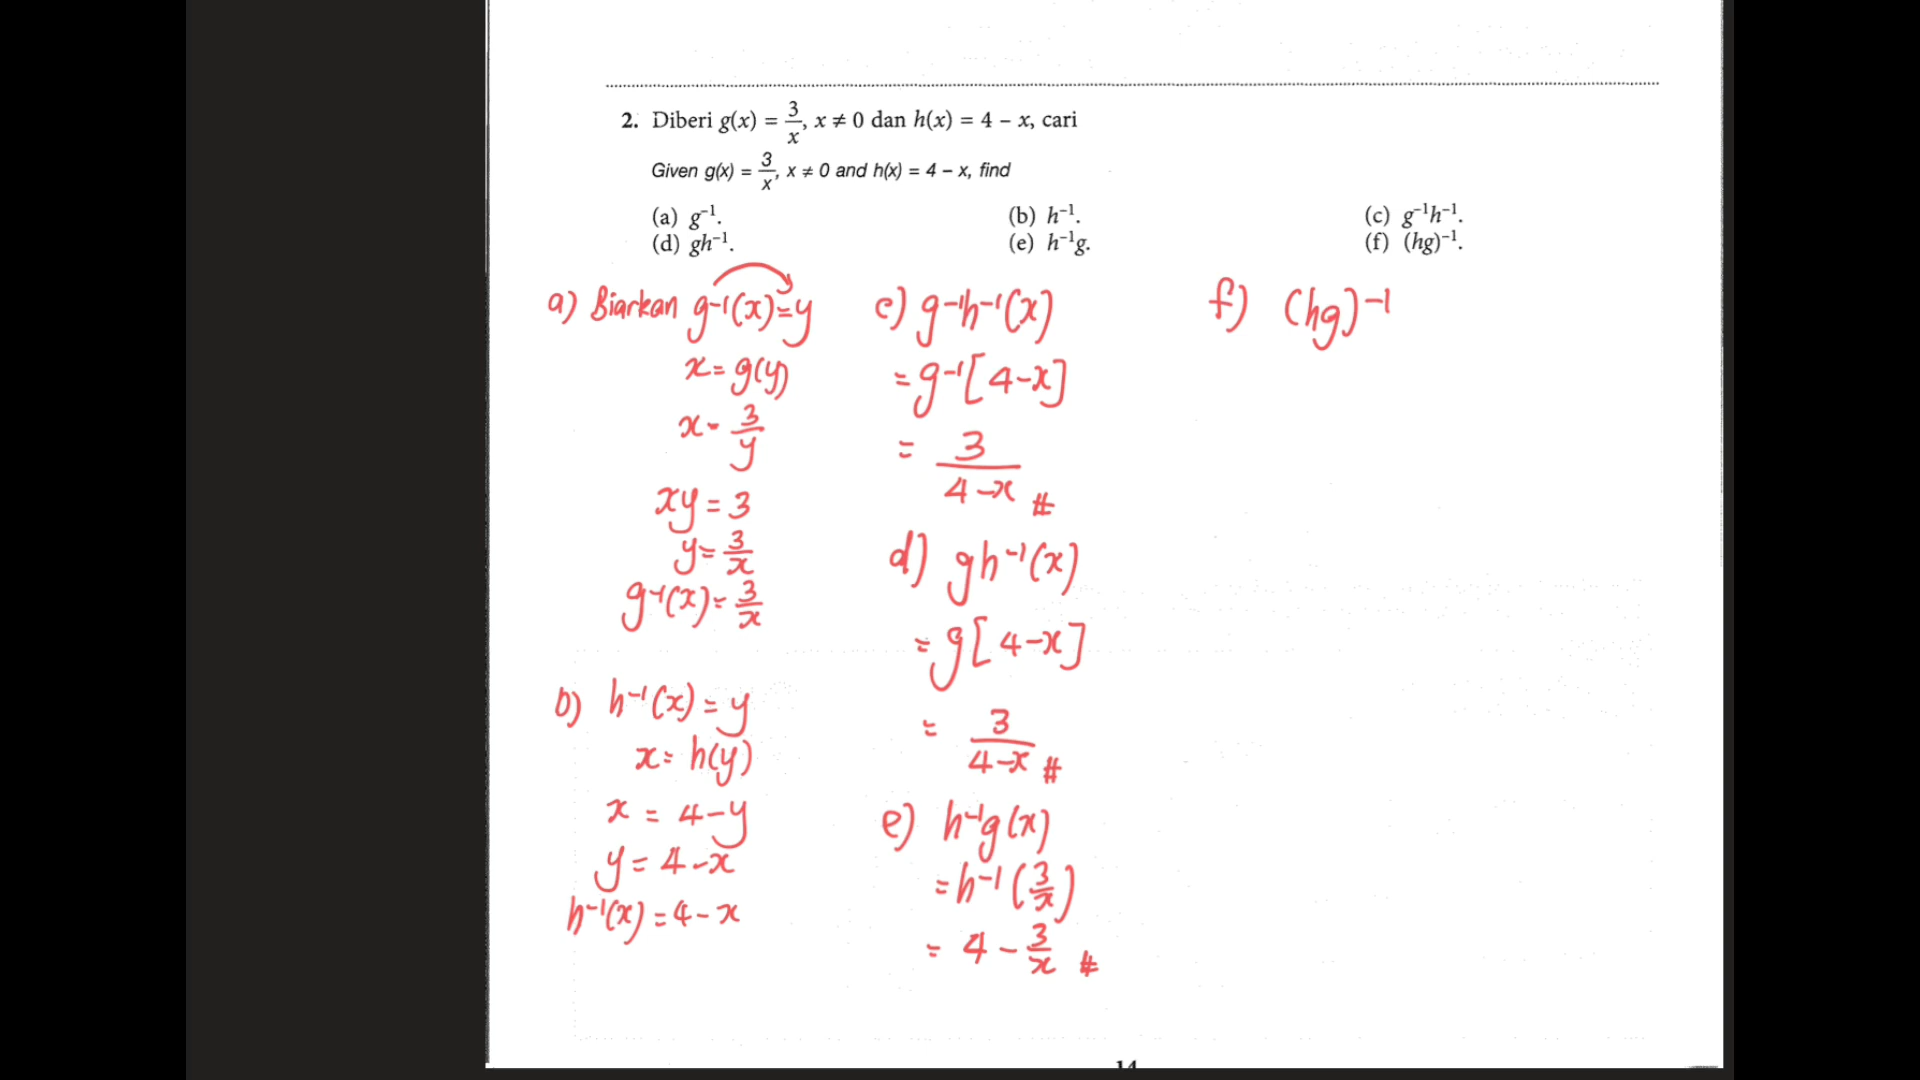 2. Diberi g(x) = 3/x, x ≠ 0 dan h(x) = 4 – x, cari
Given g(x) = 3/x, x ≠ 0 and h(x) = 4 – x, find
(a) g⁻¹. (b) h⁻¹. (c) g⁻¹h⁻¹.
(d) gh⁻¹. (e) h⁻¹g. (f) (hg)⁻¹.
a) Biarkan g⁻¹(x)=y
x=g(y)
x=3/y
xy=3
y=3/x
g⁻¹(x)=3/x
b) h⁻¹(x)=y
x=h(y)
x=4-y
y=4-x
h⁻¹(x)=4-x
c) g⁻¹h⁻¹(x)
=g⁻¹[4-x]
=3/(4-x) #
d) gh⁻¹(x)
=g[4-x]
=3/(4-x) #
e) h⁻¹g(x)
=h⁻¹(3/x)
=4-3/x #
f) (hg)⁻¹